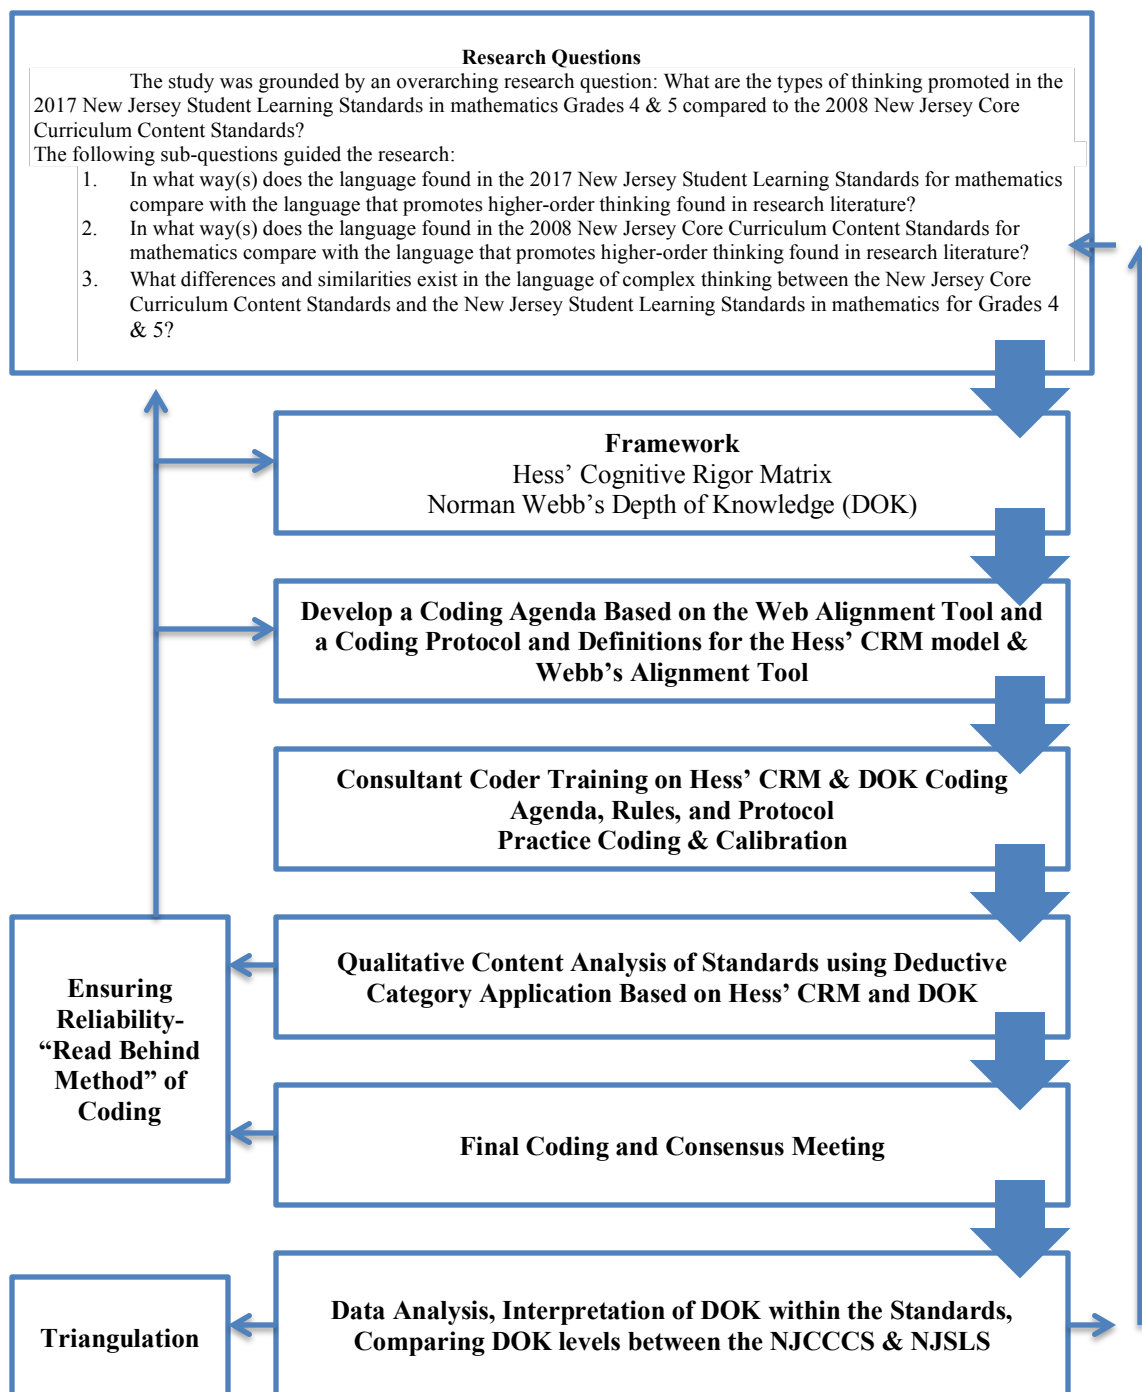 Research Questions
The study was grounded by an overarching research question: What are the types of thinking promoted in the
2017 New Jersey Student Learning Standards in mathematics Grades 4 & 5 compared to the 2008 New Jersey Core
Curriculum Content Standards?
The following sub-questions guided the research:
1. In what way(s) does the language found in the 2017 New Jersey Student Learning Standards for mathematics
compare with the language that promotes higher-order thinking found in research literature?
2. In what way(s) does the language found in the 2008 New Jersey Core Curriculum Content Standards for
mathematics compare with the language that promotes higher-order thinking found in research literature?
3. What differences and similarities exist in the language of complex thinking between the New Jersey Core
Curriculum Content Standards and the New Jersey Student Learning Standards in mathematics for Grades 4
& 5?
Framework
Hess’ Cognitive Rigor Matrix
Norman Webb’s Depth of Knowledge (DOK)
Develop a Coding Agenda Based on the Web Alignment Tool and
a Coding Protocol and Definitions for the Hess’ CRM model &
Webb’s Alignment Tool
Consultant Coder Training on Hess’ CRM & DOK Coding
Agenda, Rules, and Protocol
Practice Coding & Calibration
Qualitative Content Analysis of Standards using Deductive
Category Application Based on Hess’ CRM and DOK
Ensuring
Reliability-
“Read Behind
Method” of
Coding
Final Coding and Consensus Meeting
Triangulation
Data Analysis, Interpretation of DOK within the Standards,
Comparing DOK levels between the NJCCCS & NJSLS